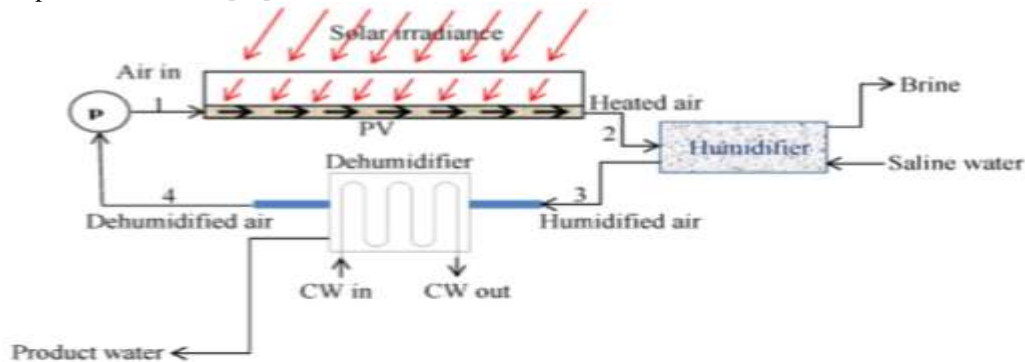 Solar irradiance
Air in
P
1
PV
Heated air
2
Brine
Humidifier
Saline water
Dehumidifier
4
3
Dehumidified air
Humidified air
CW in
CW out
Product water